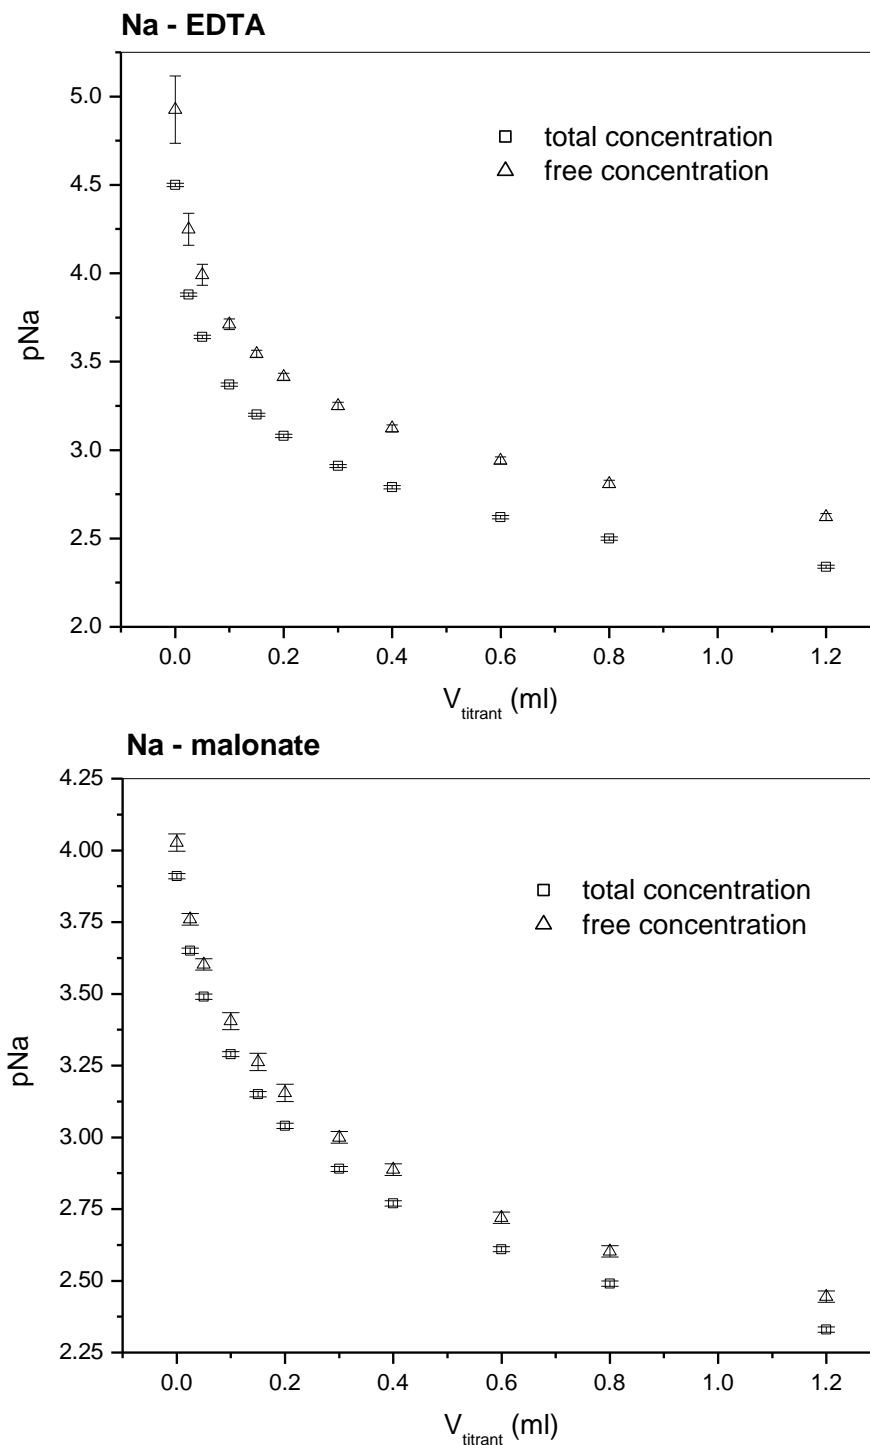 Na - EDTA
5.0
4.5
4.0
3.5
3.0
2.5
2.0
pNa
total concentration
free concentration
0.0 0.2 0.4 0.6 0.8 1.0 1.2
V titrant (ml)
Na - malonate
4.25
4.00
3.75
3.50
3.25
3.00
2.75
2.50
2.25
pNa
total concentration
free concentration
0.0 0.2 0.4 0.6 0.8 1.0 1.2
V titrant (ml)